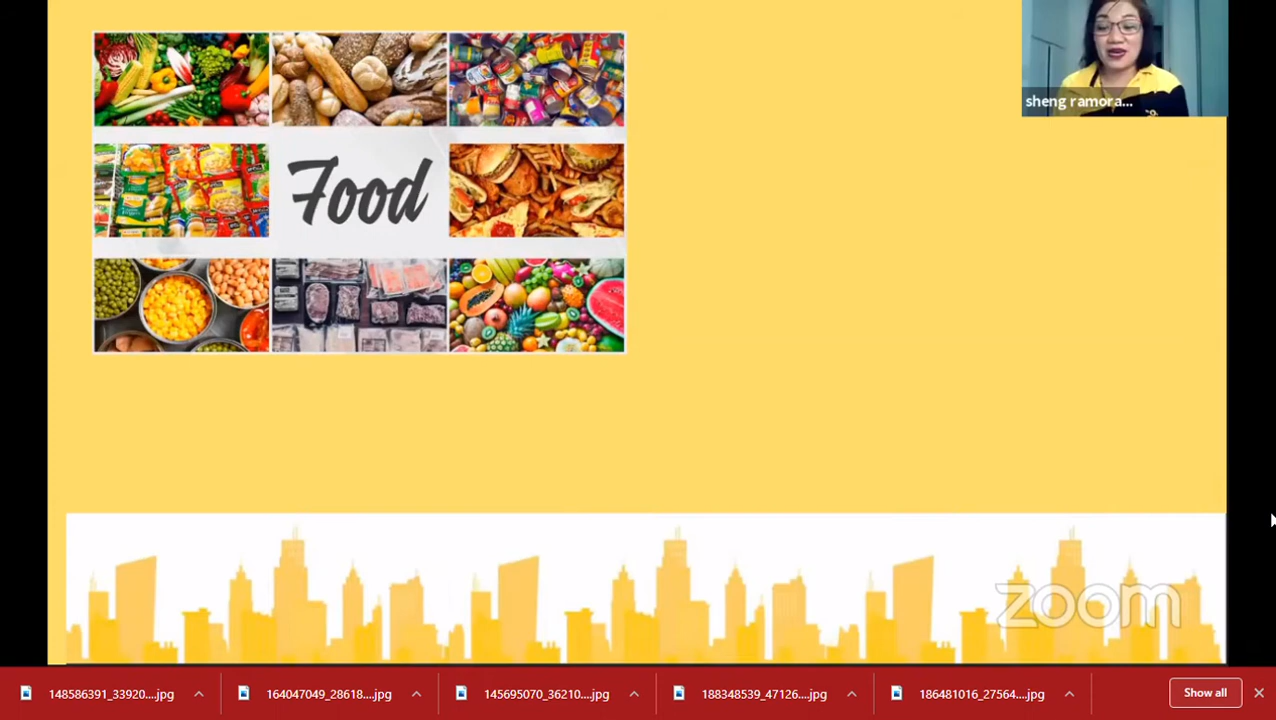 sheng ramora...
Food
zoom
148586391_33920....jpg
164047049_28618....jpg
145695070_36210....jpg
188348539_47126....jpg
186481016_27564....jpg
Show all